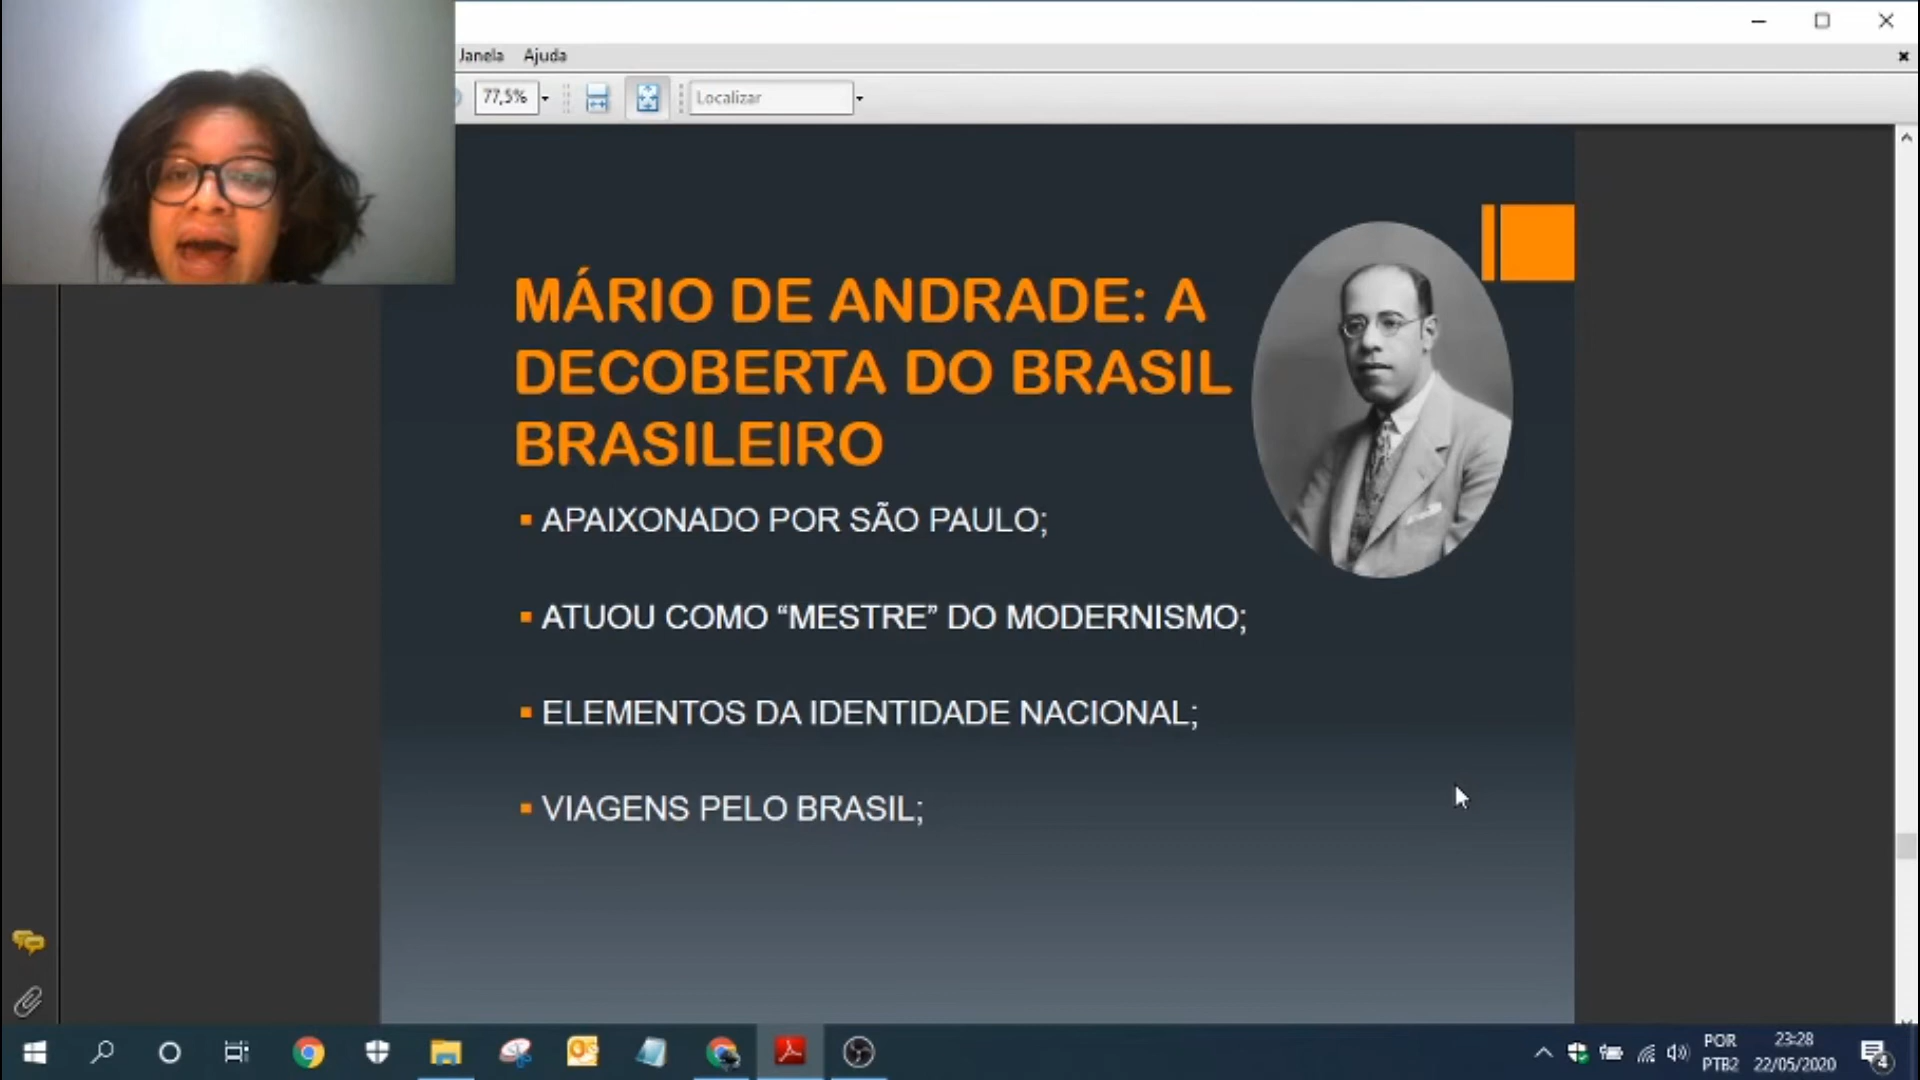 Janela Ajuda
77,5%
Localizar
MÁRIO DE ANDRADE: A
DECOBERTA DO BRASIL
BRASILEIRO
APAIXONADO POR SÃO PAULO;
ATUOU COMO “MESTRE” DO MODERNISMO;
ELEMENTOS DA IDENTIDADE NACIONAL;
VIAGENS PELO BRASIL;
POR
PTB2
23:28
22/05/2020
4